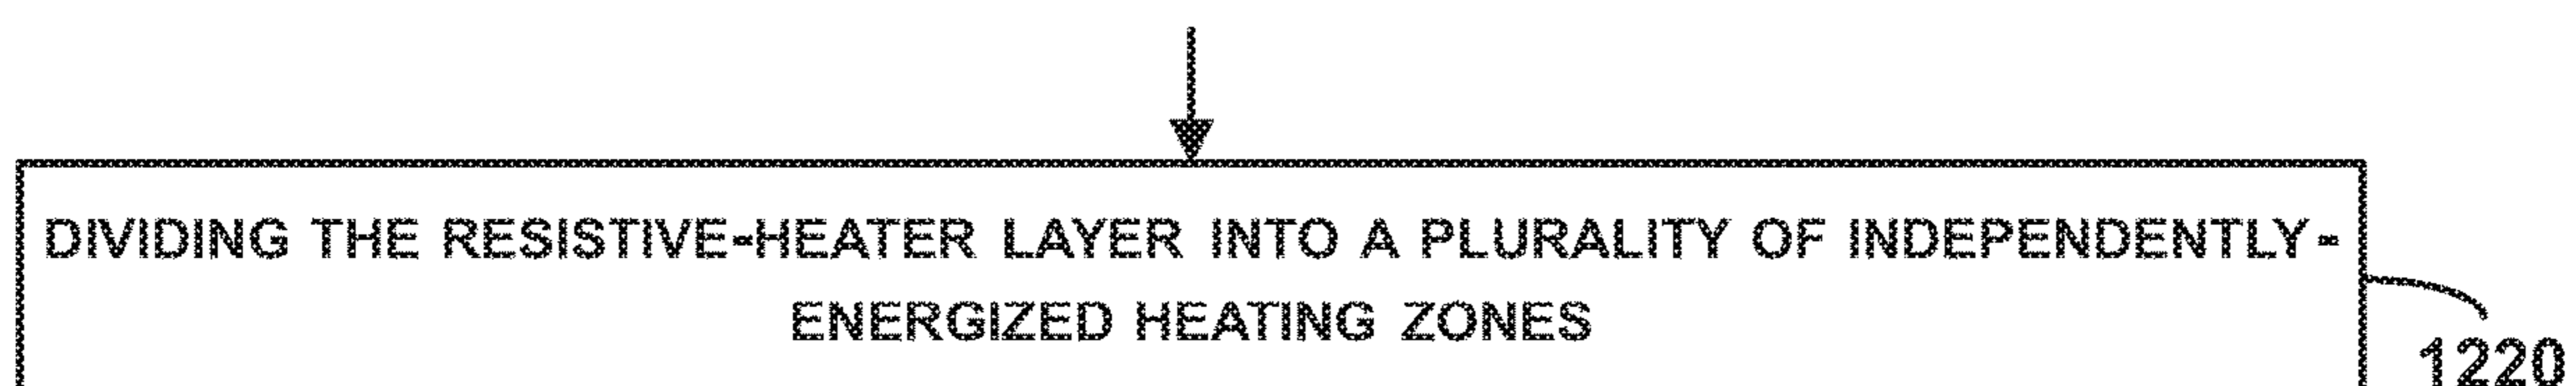 DIVIDING THE RESISTIVE-HEATER LAYER INTO A PLURALITY OF INDEPENDENTLY-
ENERGIZED HEATING ZONES
1220